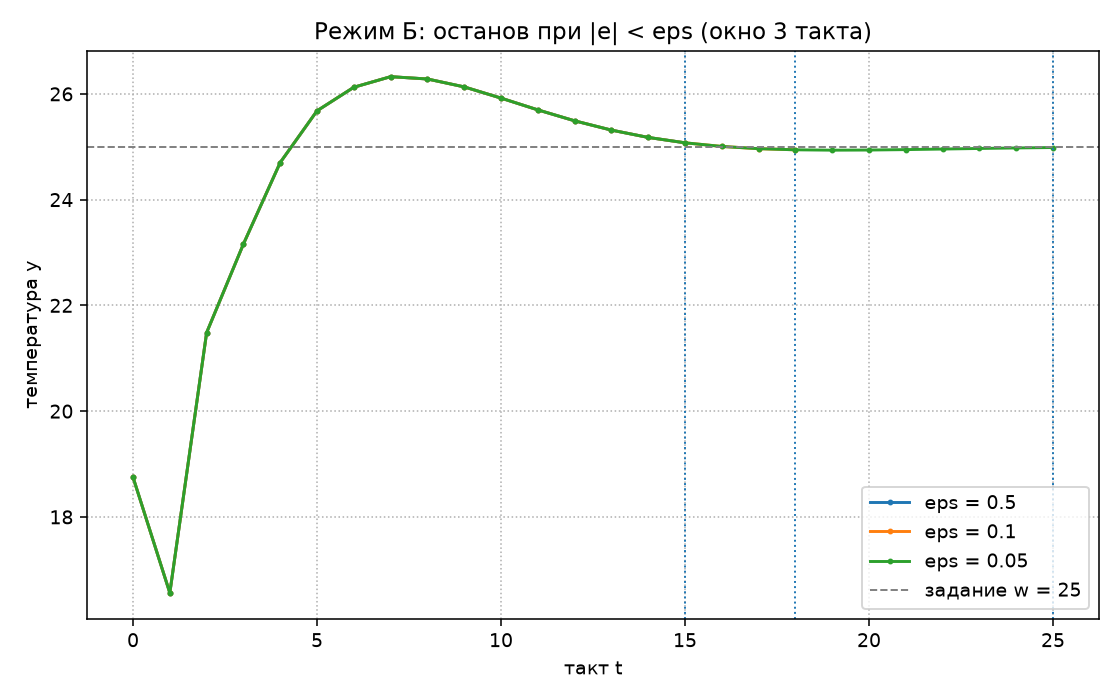 Режим Б: останов при |e| < eps (окно 3 такта)
температура y
26
24
22
20
18
0
5
10
15
20
25
такт t
eps = 0.5
eps = 0.1
eps = 0.05
задание w = 25